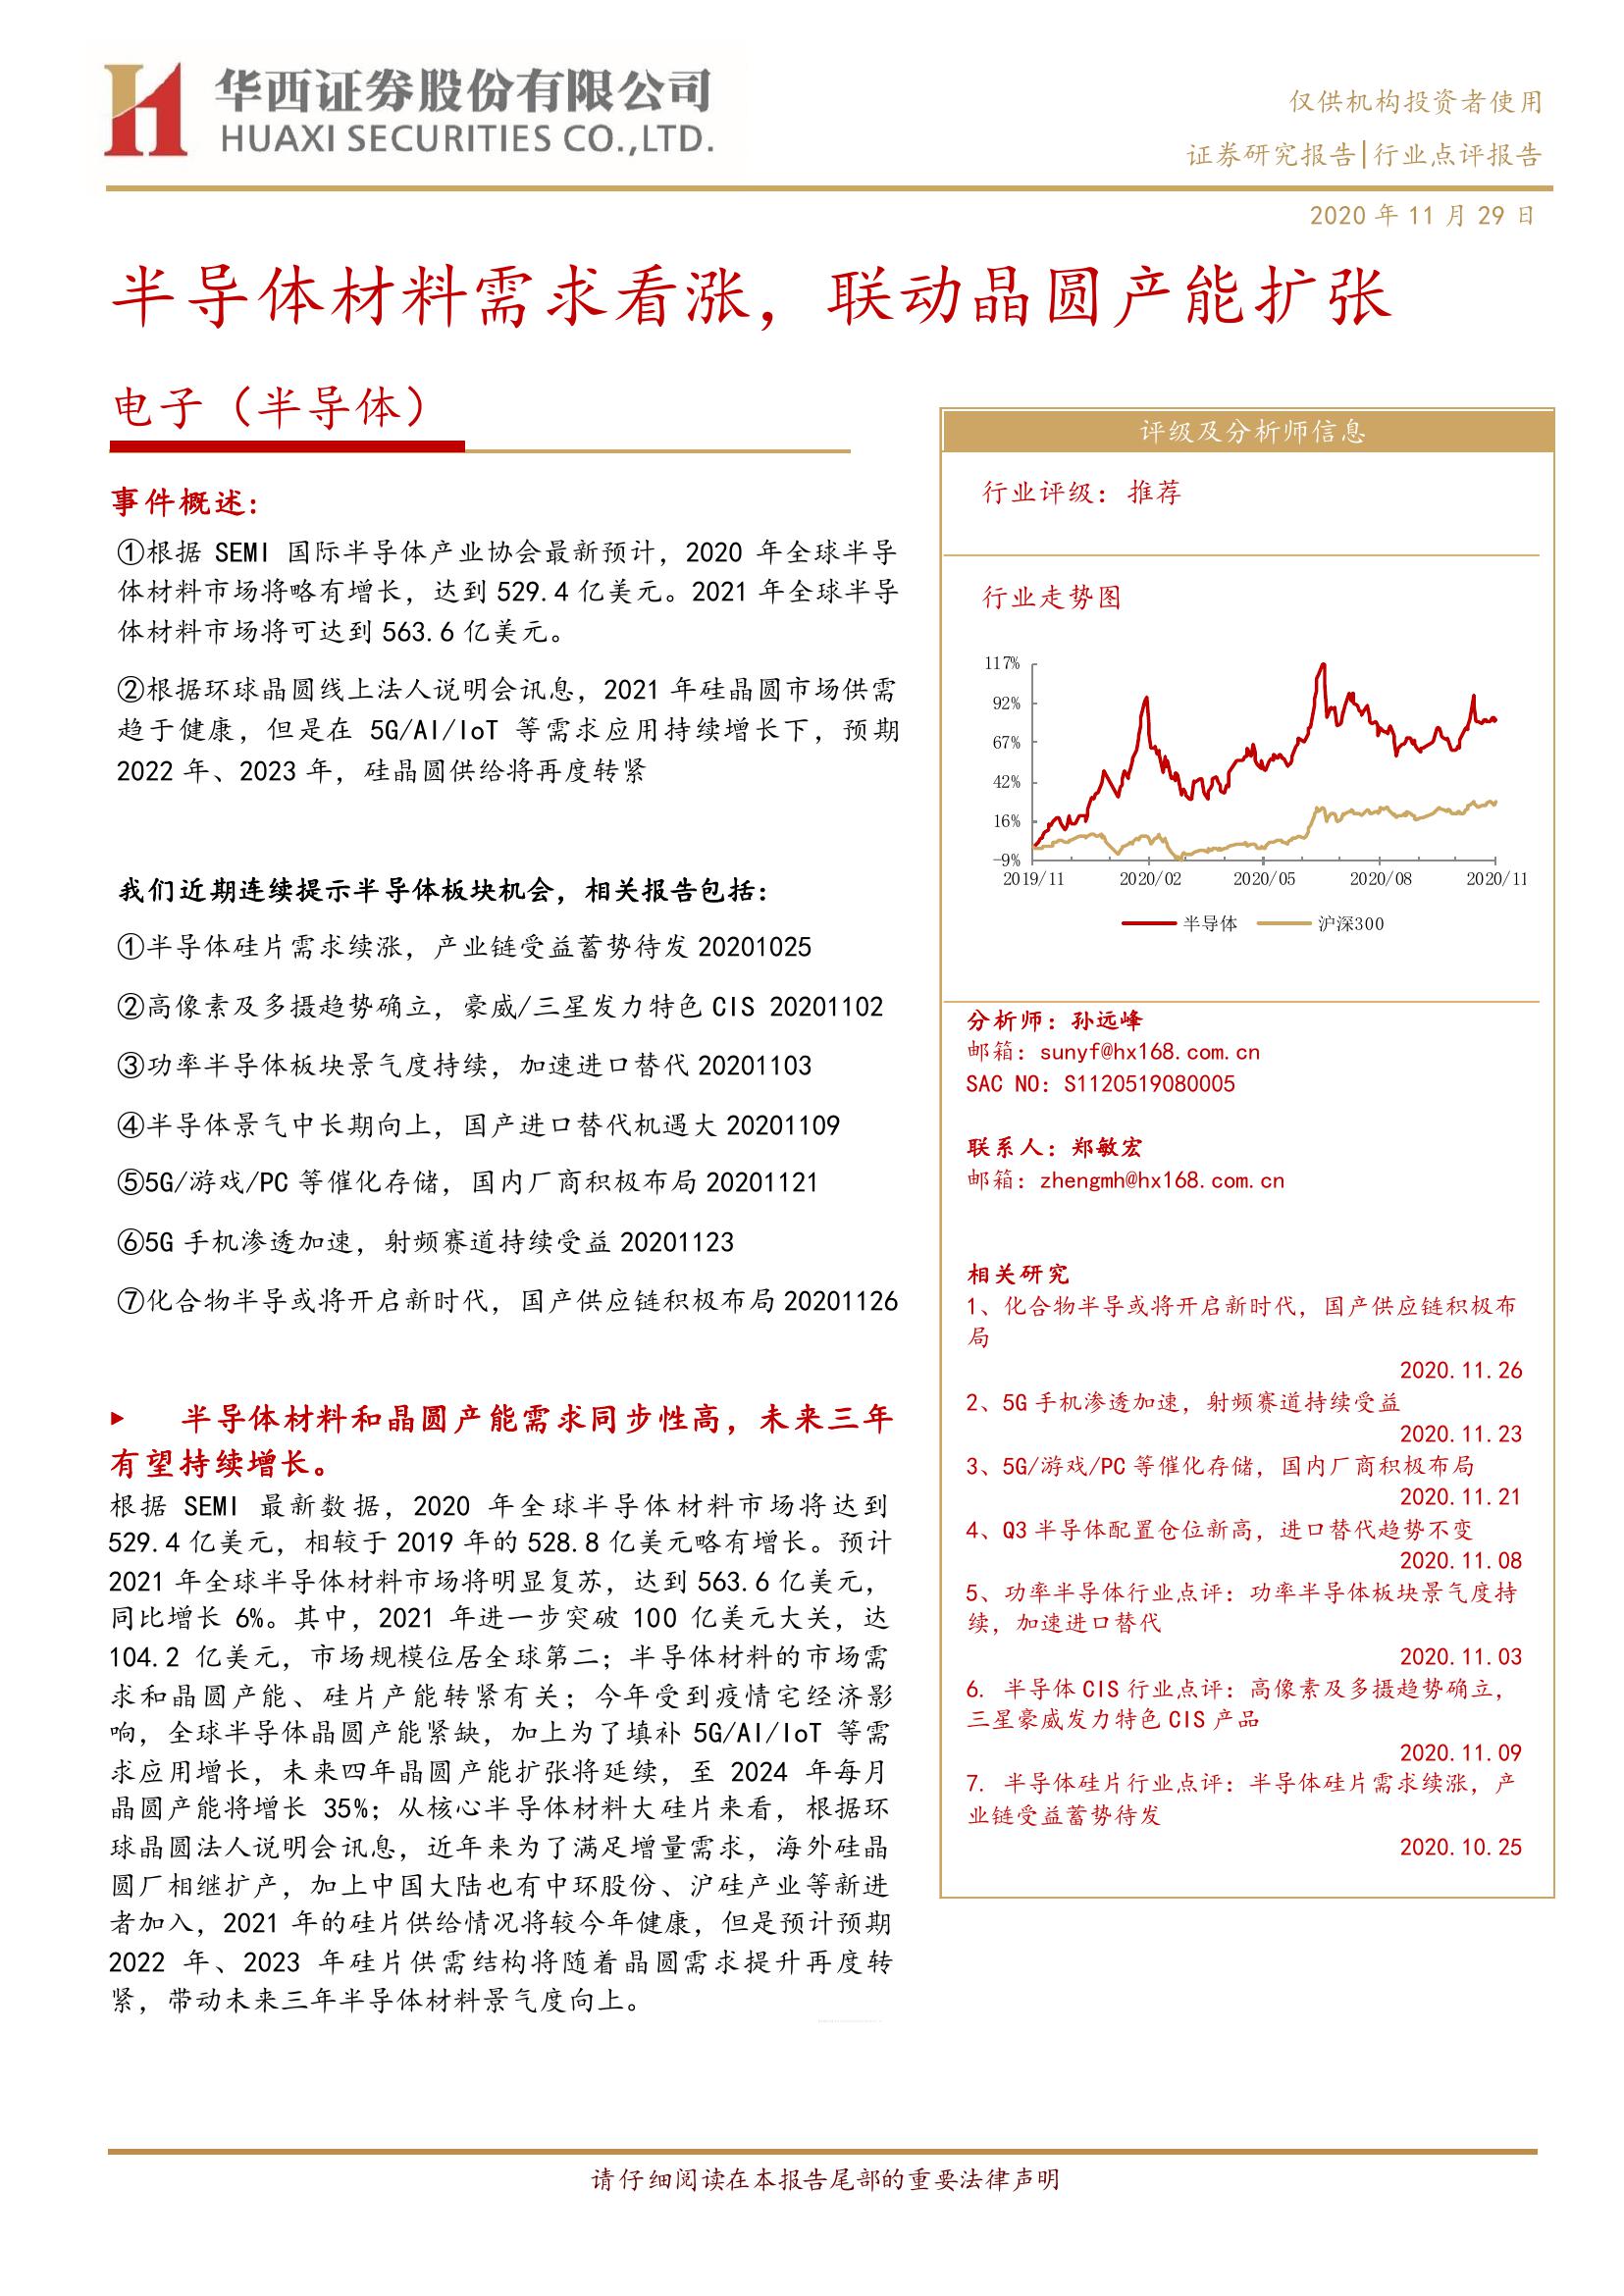 华西证券股份有限公司
HUAXI SECURITIES CO.,LTD.
仅供机构投资者使用
证券研究报告|行业点评报告
2020 年 11 月 29 日
半导体材料需求看涨，联动晶圆产能扩张
电子（半导体）
事件概述：
①根据 SEMI 国际半导体产业协会最新预计，2020 年全球半导
体材料市场将略有增长，达到 529.4 亿美元。2021 年全球半导
体材料市场将可达到 563.6 亿美元。
②根据环球晶圆线上法人说明会讯息，2021 年硅晶圆市场供需
趋于健康，但是在 5G/AI/IoT 等需求应用持续增长下，预期
2022 年、2023 年，硅晶圆供给将再度转紧
我们近期连续提示半导体板块机会，相关报告包括：
①半导体硅片需求续涨，产业链受益蓄势待发 20201025
②高像素及多摄趋势确立，豪威/三星发力特色 CIS 20201102
③功率半导体板块景气度持续，加速进口替代 20201103
④半导体景气中长期向上，国产进口替代机遇大 20201109
⑤5G/游戏/PC 等催化存储，国内厂商积极布局 20201121
⑥5G 手机渗透加速，射频赛道持续受益 20201123
⑦化合物半导或将开启新时代，国产供应链积极布局 20201126
半导体材料和晶圆产能需求同步性高，未来三年
有望持续增长。
根据 SEMI 最新数据，2020 年全球半导体材料市场将达到
529.4 亿美元，相较于 2019 年的 528.8 亿美元略有增长。预计
2021 年全球半导体材料市场将明显复苏，达到 563.6 亿美元，
同比增长 6%。其中，2021 年进一步突破 100 亿美元大关，达
104.2 亿美元，市场规模位居全球第二；半导体材料的市场需
求和晶圆产能、硅片产能转紧有关；今年受到疫情宅经济影
响，全球半导体晶圆产能紧缺，加上为了填补 5G/AI/IoT 等需
求应用增长，未来四年晶圆产能扩张将延续，至 2024 年每月
晶圆产能将增长 35%；从核心半导体材料大硅片来看，根据环
球晶圆法人说明会讯息，近年来为了满足增量需求，海外硅晶
圆厂相继扩产，加上中国大陆也有中环股份、沪硅产业等新进
者加入，2021 年的硅片供给情况将较今年健康，但是预计预期
2022 年、2023 年硅片供需结构将随着晶圆需求提升再度转
紧，带动未来三年半导体材料景气度向上。
评级及分析师信息
行业评级：推荐
行业走势图
117%
92%
67%
42%
16%
-9%
2019/11 2020/02 2020/05 2020/08 2020/11
半导体 沪深300
分析师：孙远峰
邮箱：sunyf@hx168.com.cn
SAC NO：S1120519080005
联系人：郑敏宏
邮箱：zhengmh@hx168.com.cn
相关研究
1、化合物半导或将开启新时代，国产供应链积极布
局
2020.11.26
2、5G 手机渗透加速，射频赛道持续受益
2020.11.23
3、5G/游戏/PC 等催化存储，国内厂商积极布局
2020.11.21
4、Q3 半导体配置仓位新高，进口替代趋势不变
2020.11.08
5、功率半导体行业点评：功率半导体板块景气度持
续，加速进口替代
2020.11.03
6. 半导体 CIS 行业点评：高像素及多摄趋势确立，
三星豪威发力特色 CIS 产品
2020.11.09
7. 半导体硅片行业点评：半导体硅片需求续涨，产
业链受益蓄势待发
2020.10.25
请仔细阅读在本报告尾部的重要法律声明